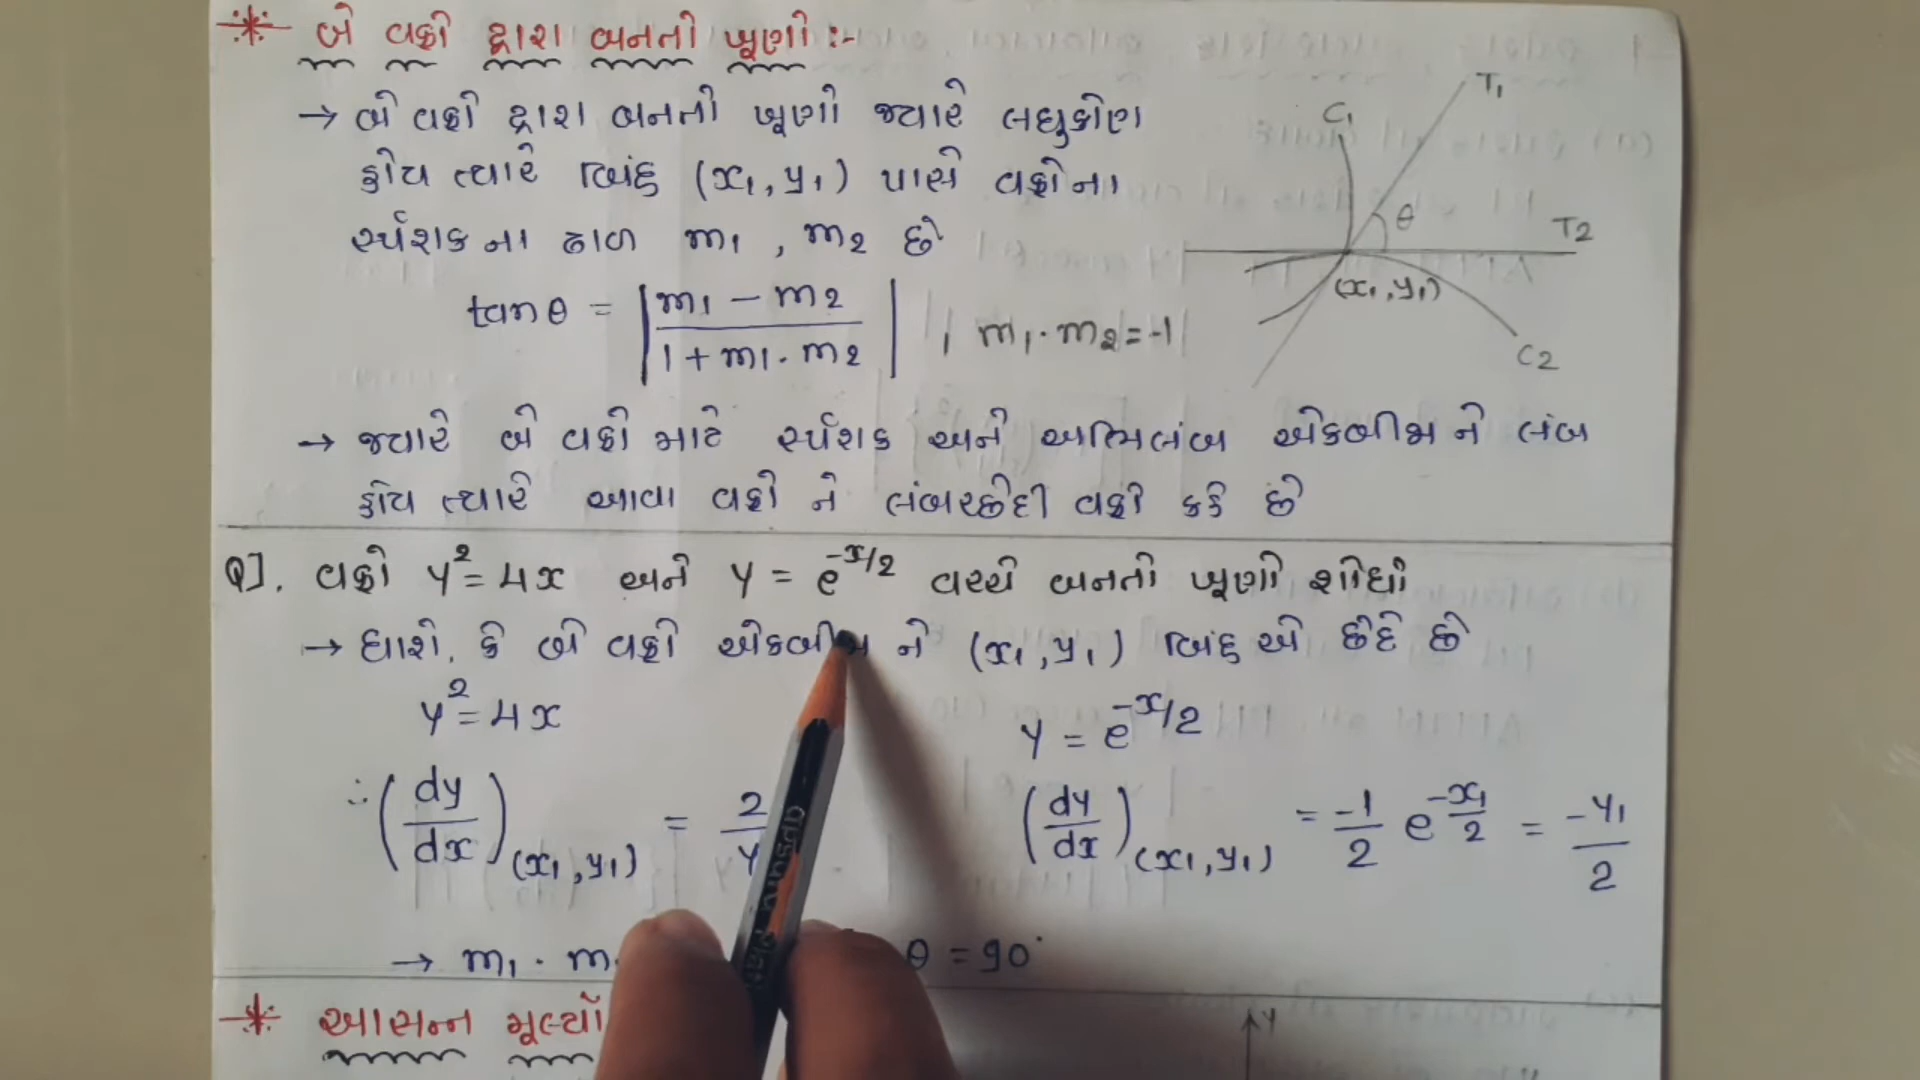 * બે વક્રો દ્વારા બનતો ખૂણો :-
→ બે વક્રો દ્વારા બનતો ખૂણો જ્યારે લઘુકોણ
હોય ત્યારે બિંદુ (x₁, y₁) પાસે વક્રોના
સ્પર્શકના ઢાળ m₁, m₂ છે
tan θ = | (m₁ − m₂) / (1 + m₁ · m₂) | , m₁ · m₂ = -1
C₁ T₁ θ T2 (x₁, y₁) C2
→ જ્યારે બે વક્રો માટે સ્પર્શક અને અભિલંબ એકબીજાને લંબ
હોય ત્યારે આવા વક્રો ને લંબચ્છેદી વક્રો કહે છે
Q]. વક્રો y² = 4x અને y = e^(-x/2) વચ્ચે બનતો ખૂણો શોધો
→ ધારો કે બે વક્રો ને (x₁, y₁) બિંદુએ છેદે છે
y² = 4x y = e^(-x/2)
∴ (dy/dx)(x₁, y₁) = 2/y (dy/dx)(x₁, y₁) = -1/2 e^(-x₁/2) = -y₁/2
→ m₁ · m θ = 90°
* આસન્ન મૂલ્યો
Y